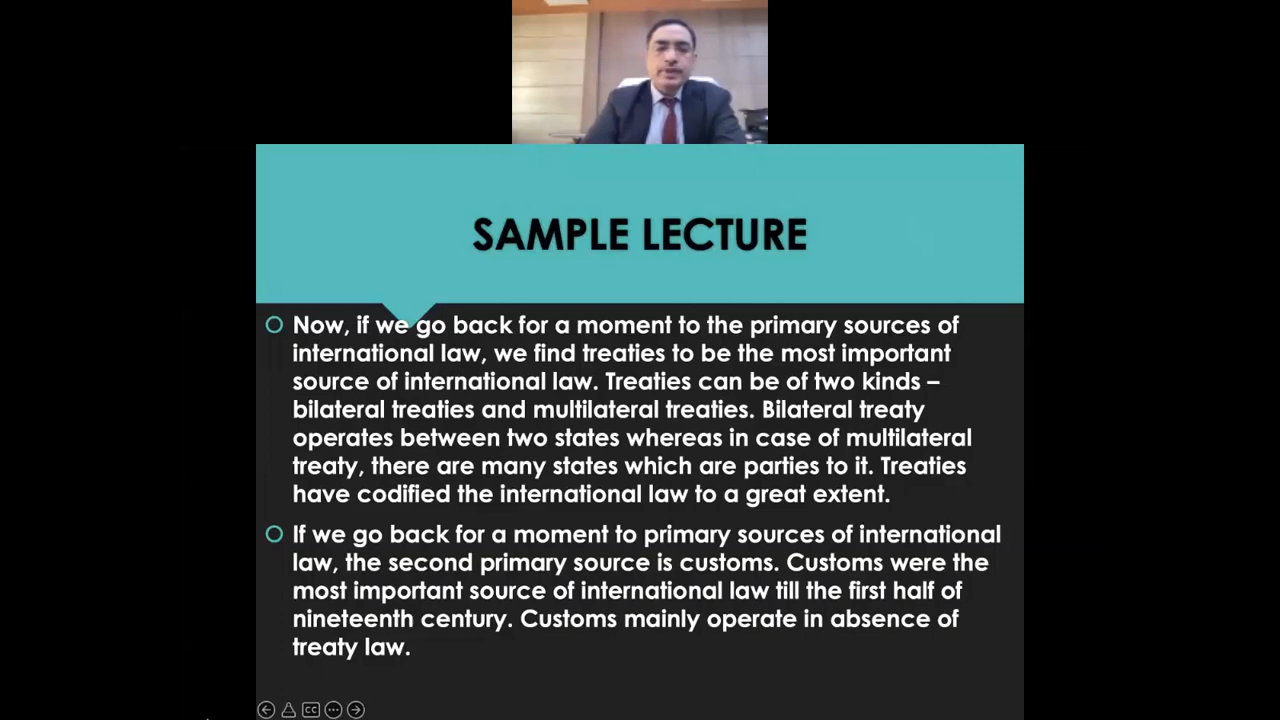 SAMPLE LECTURE
Now, if we go back for a moment to the primary sources of
international law, we find treaties to be the most important
source of international law. Treaties can be of two kinds –
bilateral treaties and multilateral treaties. Bilateral treaty
operates between two states whereas in case of multilateral
treaty, there are many states which are parties to it. Treaties
have codified the international law to a great extent.
If we go back for a moment to primary sources of international
law, the second primary source is customs. Customs were the
most important source of international law till the first half of
nineteenth century. Customs mainly operate in absence of
treaty law.
CC